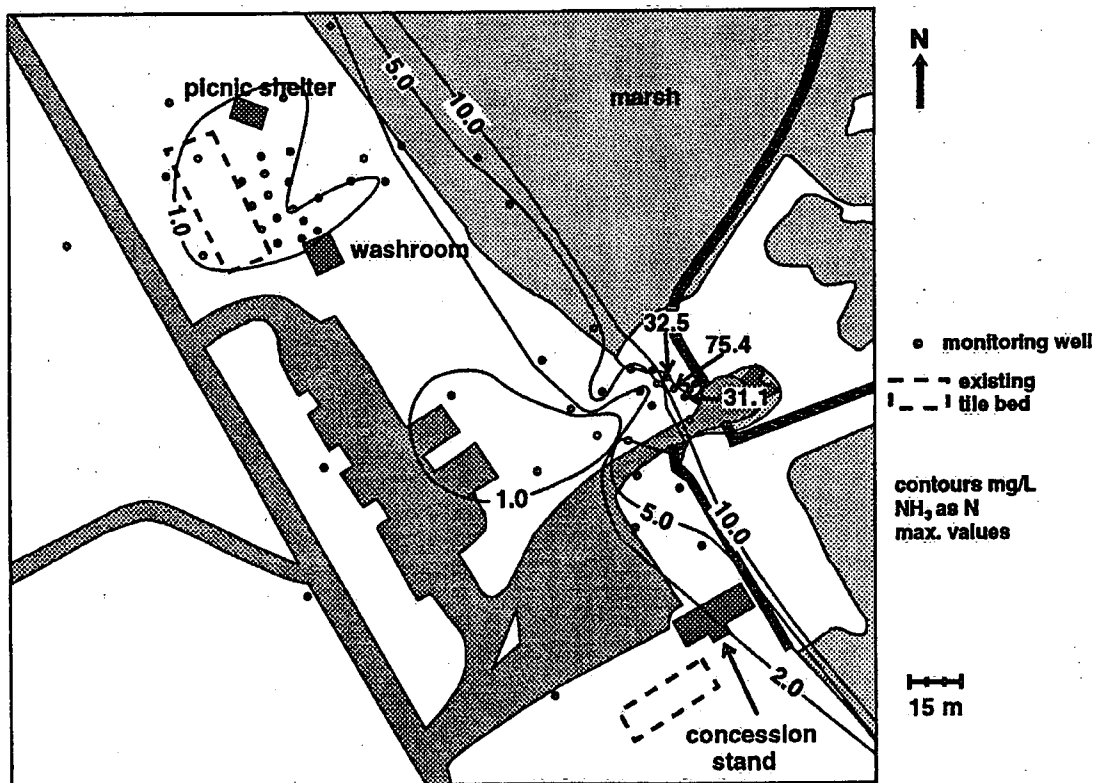 picnic shelter
5.0
10.0
marsh
N
1.0
washroom
32.5
75.4
31.1
monitoring well
existing
tile bed
1.0
5.0
10.0
contours mg/L
NH₃ as N
max. values
2.0
15 m
concession
stand